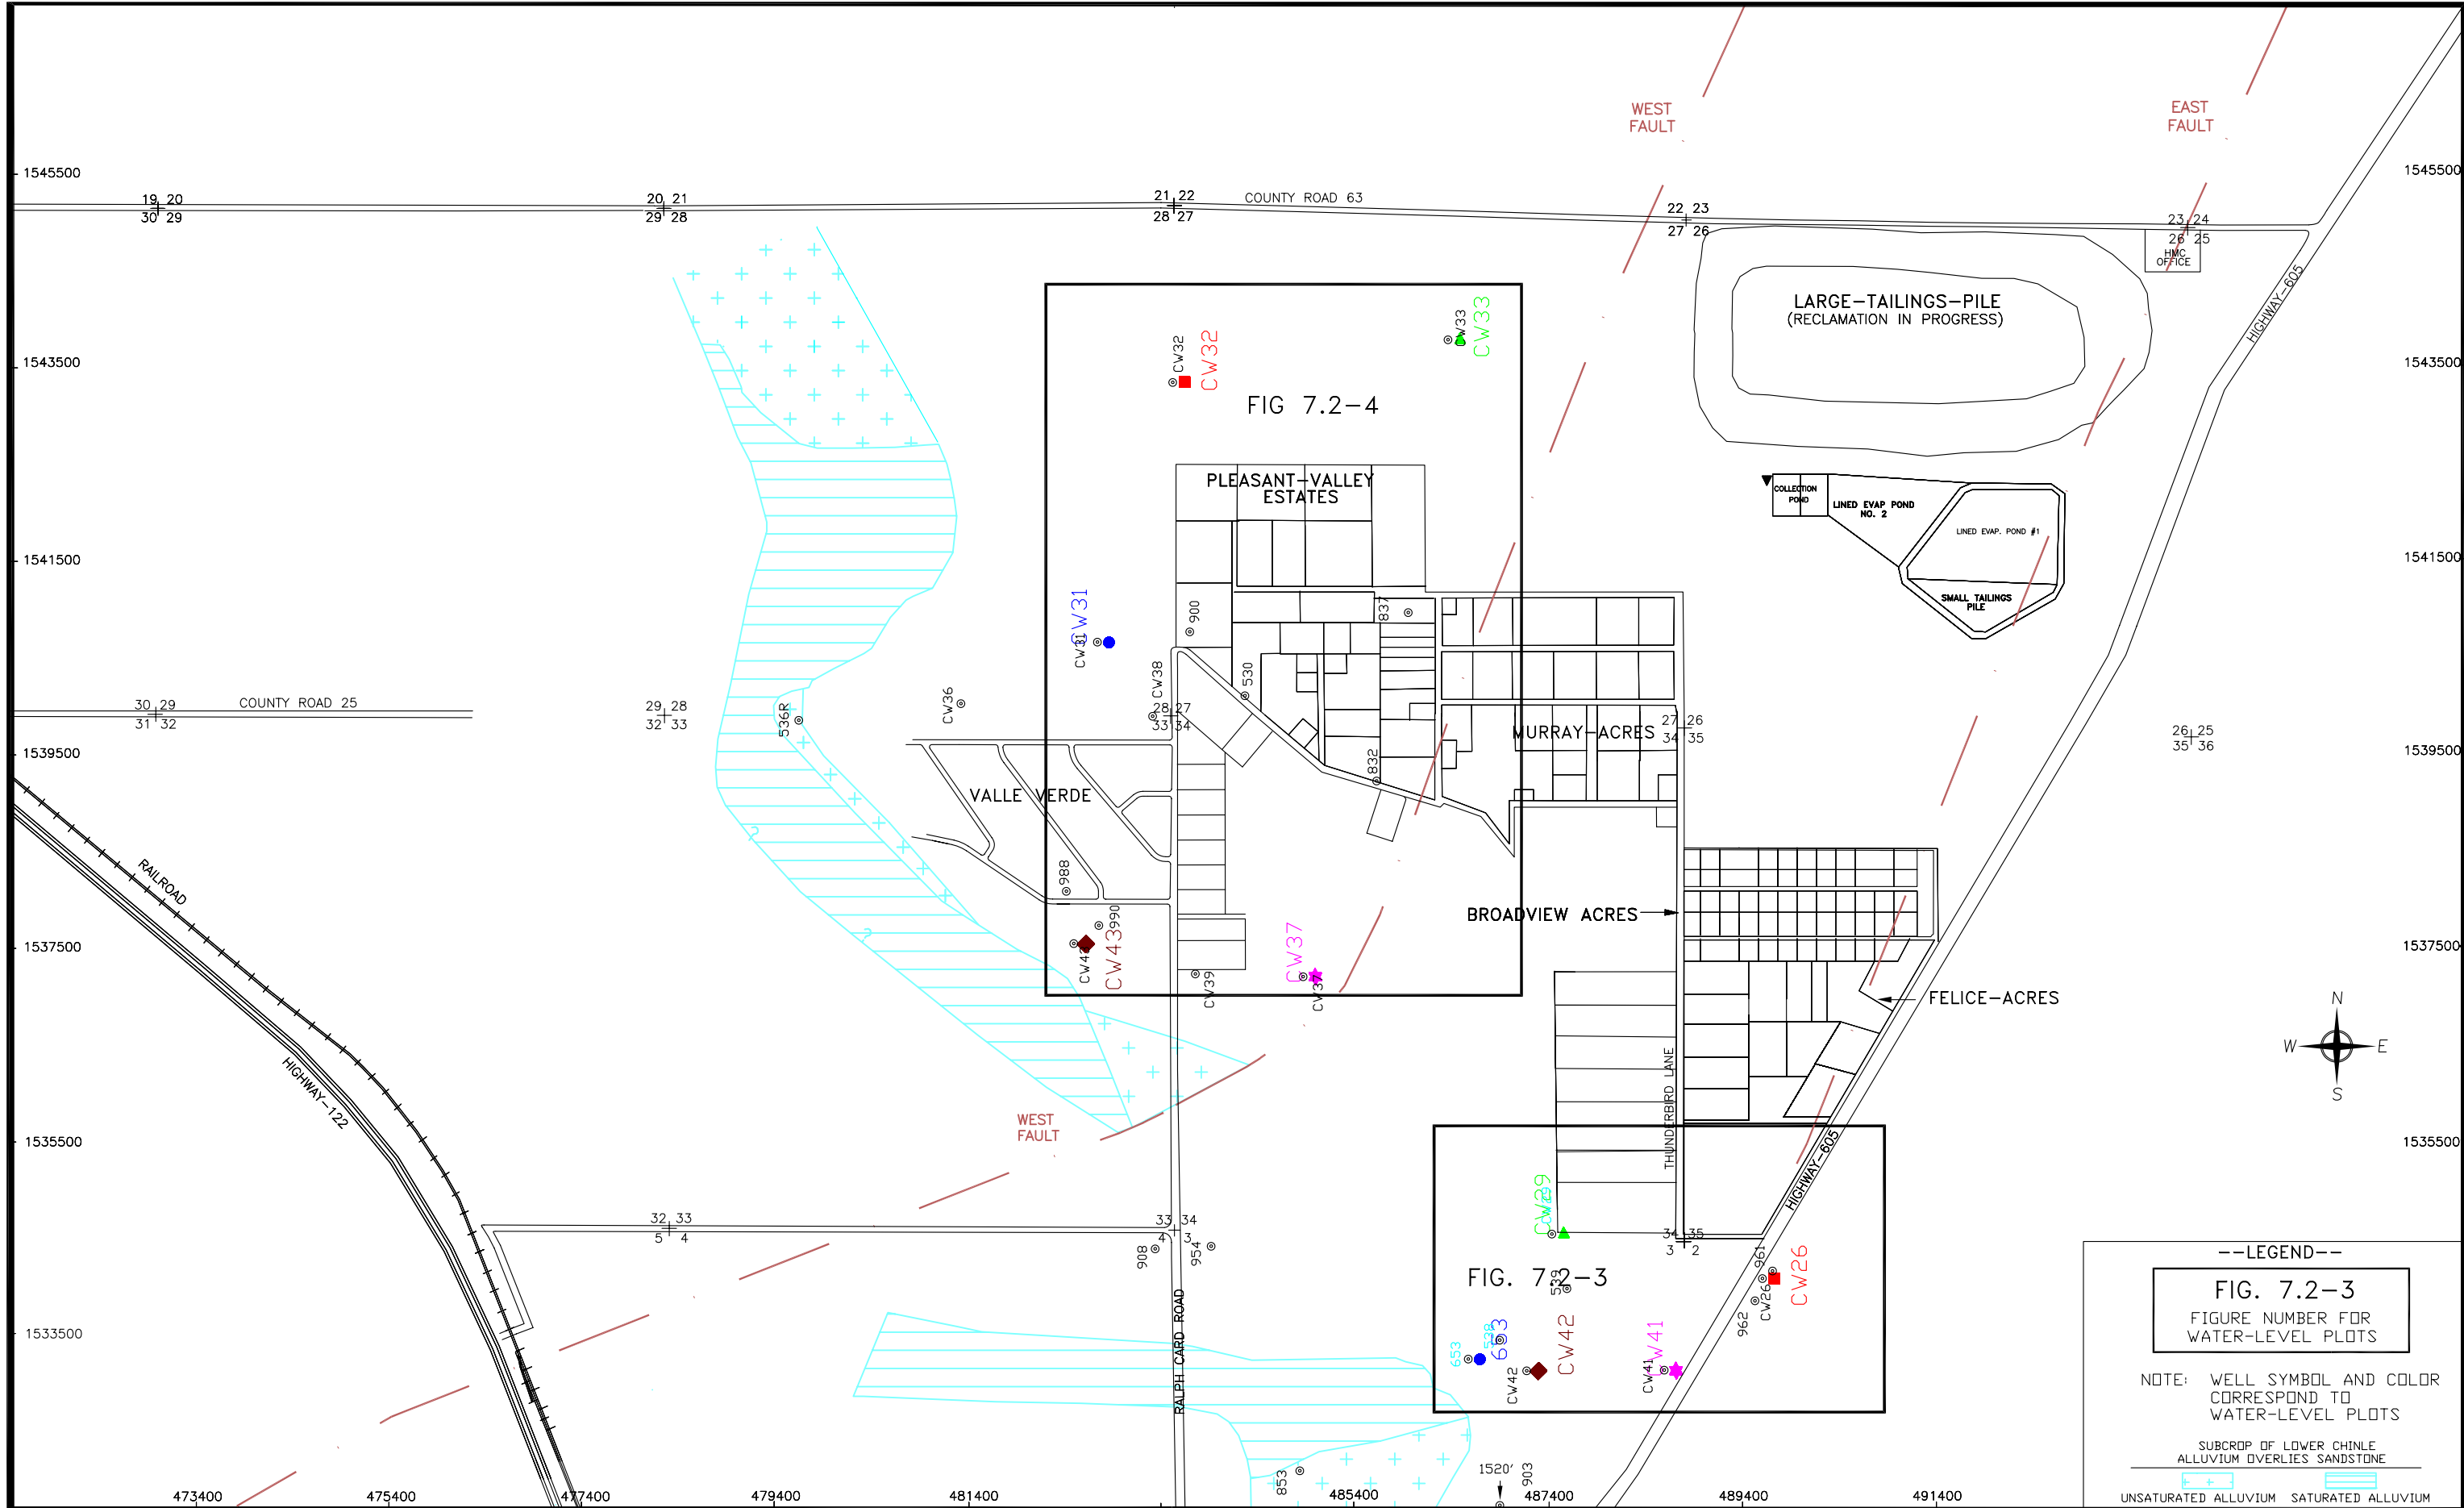 WEST
FAULT
EAST
FAULT
1545500
1545500
19 20
30 29
20 21
29 28
21 22
28 27
COUNTY ROAD 63
22 23
27 26
23 24
26 25
HMC
OFFICE
HIGHWAY-605
LARGE-TAILINGS-PILE
(RECLAMATION IN PROGRESS)
CW32
CW32
CW33
CW33
1543500
1543500
FIG 7.2-4
PLEASANT-VALLEY
ESTATES
COLLECTION
POND
LINED EVAP POND
NO. 2
LINED EVAP. POND #1
SMALL TAILINGS
PILE
1541500
1541500
CW31
CW31
900
837
CW38
530
CW36
536R
30 29
31 32
COUNTY ROAD 25
29 28
32 33
28 27
33 34
27 26
34 35
26 25
35 36
MURRAY-ACRES
832
1539500
1539500
VALLE VERDE
?
RAILROAD
988
990
BROADVIEW ACRES
?
1537500
1537500
CW43
CW37
CW37
CW39
FELICE-ACRES
N
W
E
S
HIGHWAY-122
THUNDERBIRD LANE
WEST
FAULT
1535500
1535500
HIGHWAY-605
CW29
32 33
5 4
33 34
4 3
34 35
3 2
908
954
961
CW26
CW26
962
539
FIG. 7.2-3
RALPH CARD ROAD
653
538
653
CW42
CW42
CW41
CW41
1533500
--LEGEND--
FIG. 7.2-3
FIGURE NUMBER FOR
WATER-LEVEL PLOTS
NOTE: WELL SYMBOL AND COLOR
CORRESPOND TO
WATER-LEVEL PLOTS
SUBCROP OF LOWER CHINLE
ALLUVIUM OVERLIES SANDSTONE
UNSATURATED ALLUVIUM SATURATED ALLUVIUM
853
1520'
903
473400
475400
477400
479400
481400
485400
487400
489400
491400